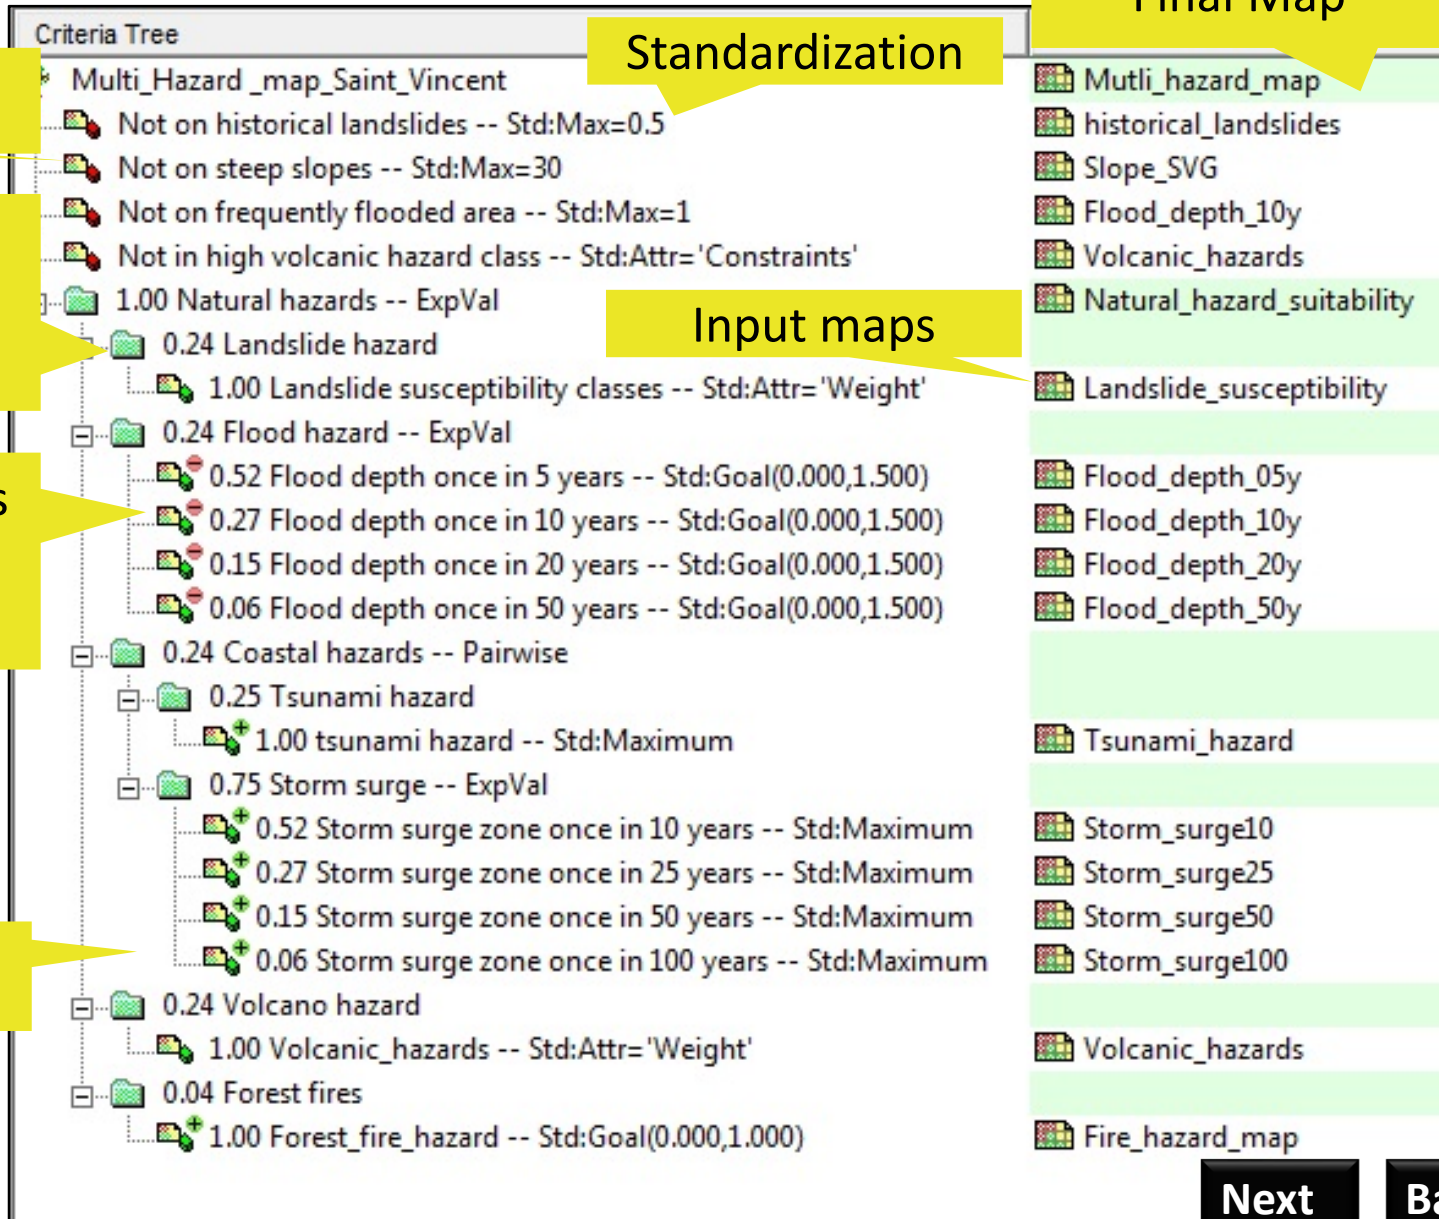 Final Map
Criteria Tree
Standardization
Multi_Hazard _map_Saint_Vincent
Mutli_hazard_map
Not on historical landslides -- Std:Max=0.5
historical_landslides
Not on steep slopes -- Std:Max=30
Slope_SVG
Not on frequently flooded area -- Std:Max=1
Flood_depth_10y
Not in high volcanic hazard class -- Std:Attr='Constraints'
Volcanic_hazards
1.00 Natural hazards -- ExpVal
Natural_hazard_suitability
Input maps
0.24 Landslide hazard
1.00 Landslide susceptibility classes -- Std:Attr='Weight'
Landslide_susceptibility
0.24 Flood hazard -- ExpVal
0.52 Flood depth once in 5 years -- Std:Goal(0.000,1.500)
Flood_depth_05y
s
0.27 Flood depth once in 10 years -- Std:Goal(0.000,1.500)
Flood_depth_10y
0.15 Flood depth once in 20 years -- Std:Goal(0.000,1.500)
Flood_depth_20y
0.06 Flood depth once in 50 years -- Std:Goal(0.000,1.500)
Flood_depth_50y
0.24 Coastal hazards -- Pairwise
0.25 Tsunami hazard
1.00 tsunami hazard -- Std:Maximum
Tsunami_hazard
0.75 Storm surge -- ExpVal
0.52 Storm surge zone once in 10 years -- Std:Maximum
Storm_surge10
0.27 Storm surge zone once in 25 years -- Std:Maximum
Storm_surge25
0.15 Storm surge zone once in 50 years -- Std:Maximum
Storm_surge50
0.06 Storm surge zone once in 100 years -- Std:Maximum
Storm_surge100
0.24 Volcano hazard
1.00 Volcanic_hazards -- Std:Attr='Weight'
Volcanic_hazards
0.04 Forest fires
1.00 Forest_fire_hazard -- Std:Goal(0.000,1.000)
Fire_hazard_map
Next
Ba